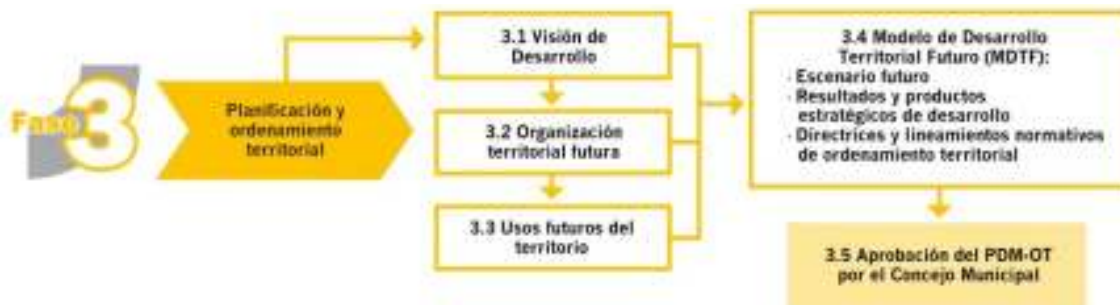 Fase 3
Planificación y
ordenamiento
territorial
3.1 Visión de
Desarrollo
3.2 Organización
territorial futura
3.3 Usos futuros del
territorio
3.4 Modelo de Desarrollo
Territorial Futuro (MDTF):
· Escenario futuro
· Resultados y productos
estratégicos de desarrollo
· Directrices y lineamientos normativos
de ordenamiento territorial
3.5 Aprobación del PDM-OT
por el Concejo Municipal